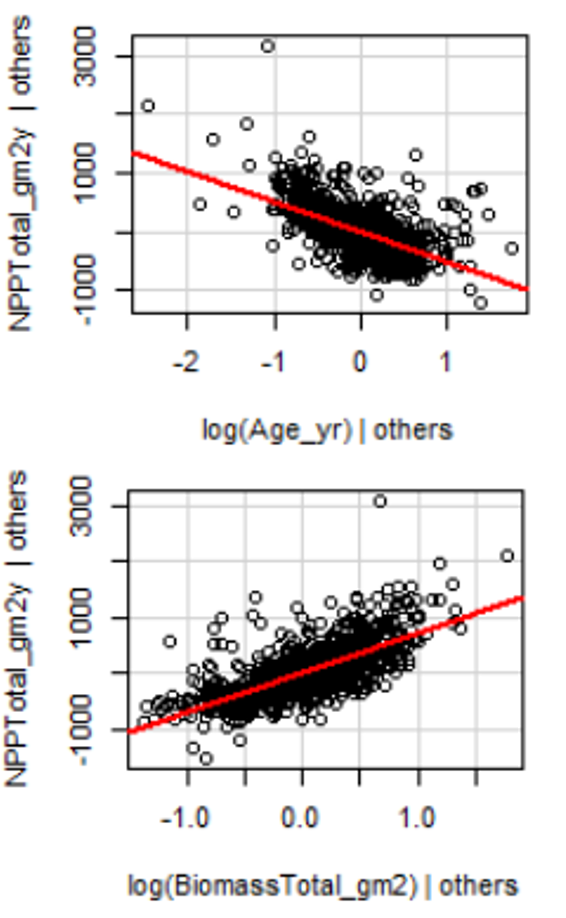 NPPTotal_gm2y | others
3000
1000
-1000
-2 -1 0 1
log(Age_yr) | others
NPPTotal_gm2y | others
3000
1000
-1000
-1.0 0.0 1.0
log(BiomassTotal_gm2) | others